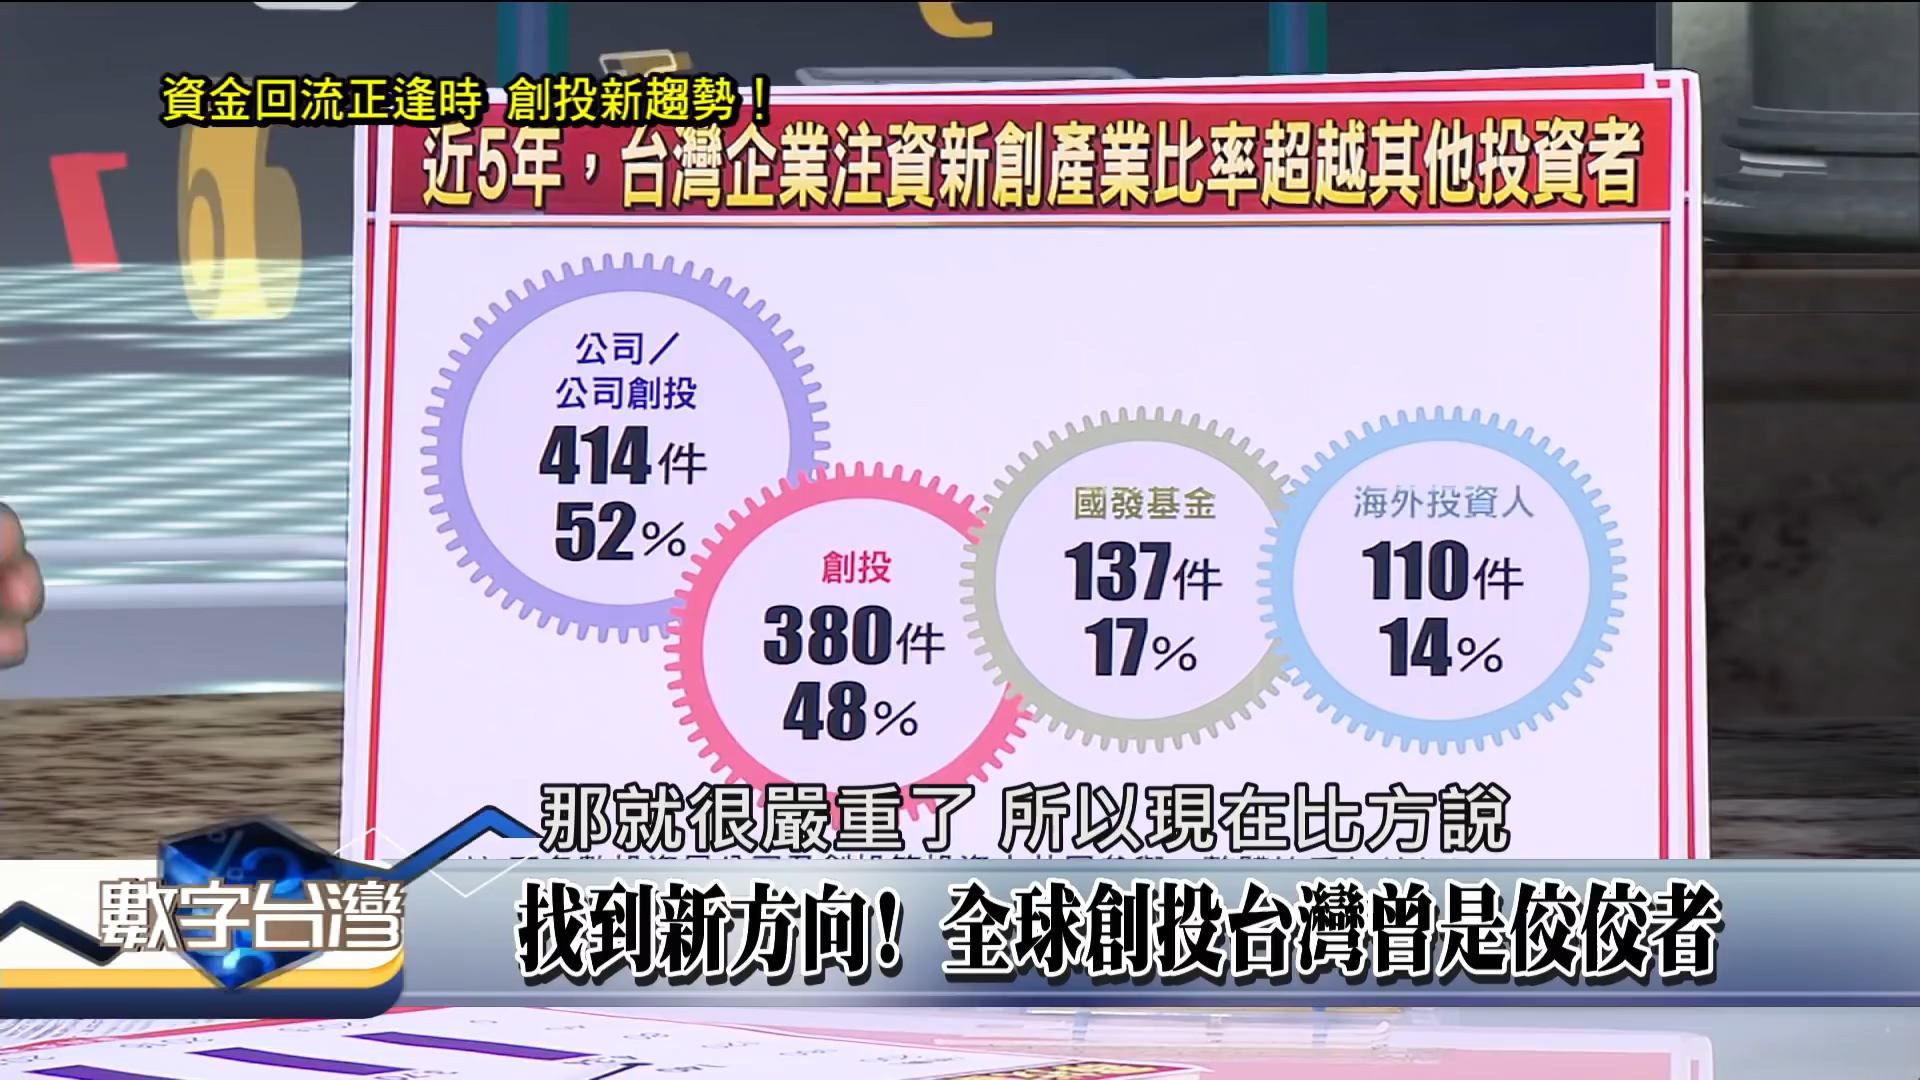 資金回流正逢時 創投新趨勢！
近5年，台灣企業注資新創產業比率超越其他投資者
公司／
公司創投
414件
52%
創投
380件
48%
國發基金
137件
17%
海外投資人
110件
14%
那就很嚴重了 所以現在比方說
數字台灣
找到新方向！全球創投台灣曾是佼佼者